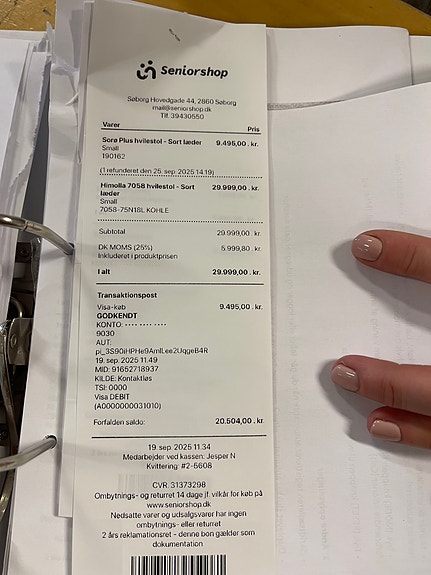 Seniorshop
Søborg Hovedgade 44, 2860 Søborg
mail@seniorshop.dk
Tlf. 39430550
Varer Pris
Sorø Plus hvilestol - Sort læder 9.495,00 . kr.
Small
190162
(1 refunderet den 25. sep. 2025 14.19)
Himolla 7058 hvilestol - Sort 29.999,00 . kr.
læder
Small
7058-75N18L KOHLE
Subtotal 29.999,00 . kr.
DK MOMS (25%) 5.999,80 . kr.
Inkluderet i produktprisen
I alt 29.999,00 . kr.
Transaktionspost
Visa-køb 9.495,00 . kr.
GODKENDT
KONTO: •••• •••• ••••
9030
AUT:
pi_3S90iHPHe9AmlLee2UqgeB4R
19. sep. 2025 11.49
MID: 91652718937
KILDE: Kontaktløs
TSI: 0000
Visa DEBIT
(A0000000031010)
Forfalden saldo: 20.504,00 . kr.
19. sep. 2025 11.34
Medarbejder ved kassen: Jesper N
Kvittering: #2-5608
CVR. 31373298
Ombytnings- og returret 14 dage jf. vilkår for køb på
www.seniorshop.dk
Nedsatte varer og udsalgsvarer har ingen
ombytnings- eller returret
2 års reklamationsret - denne bon gælder som
dokumentation